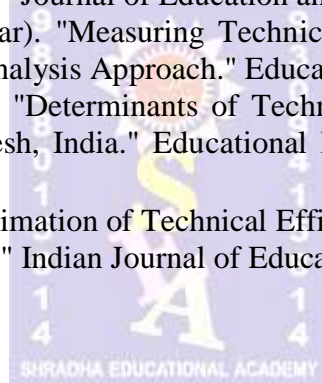 Journal of Education an
ar). "Measuring Technic
nalysis Approach." Educa
"Determinants of Techn
esh, India." Educational
imation of Technical Effi
" Indian Journal of Educa
S
H
A
SHRADHA EDUCATIONAL ACADEMY